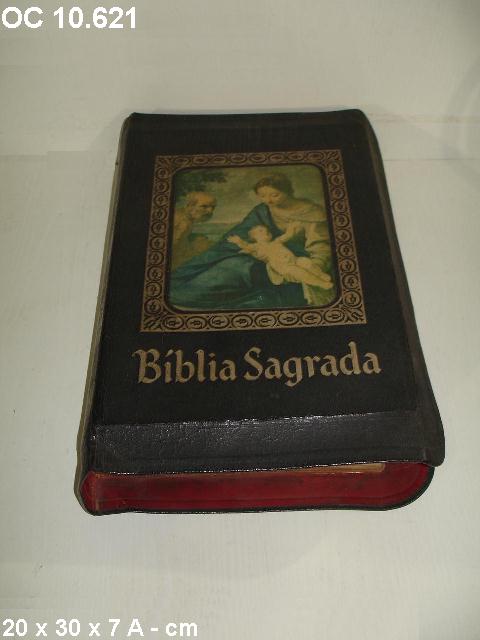 OC 10.621
Bíblia Sagrada
20 x 30 x 7 A - cm